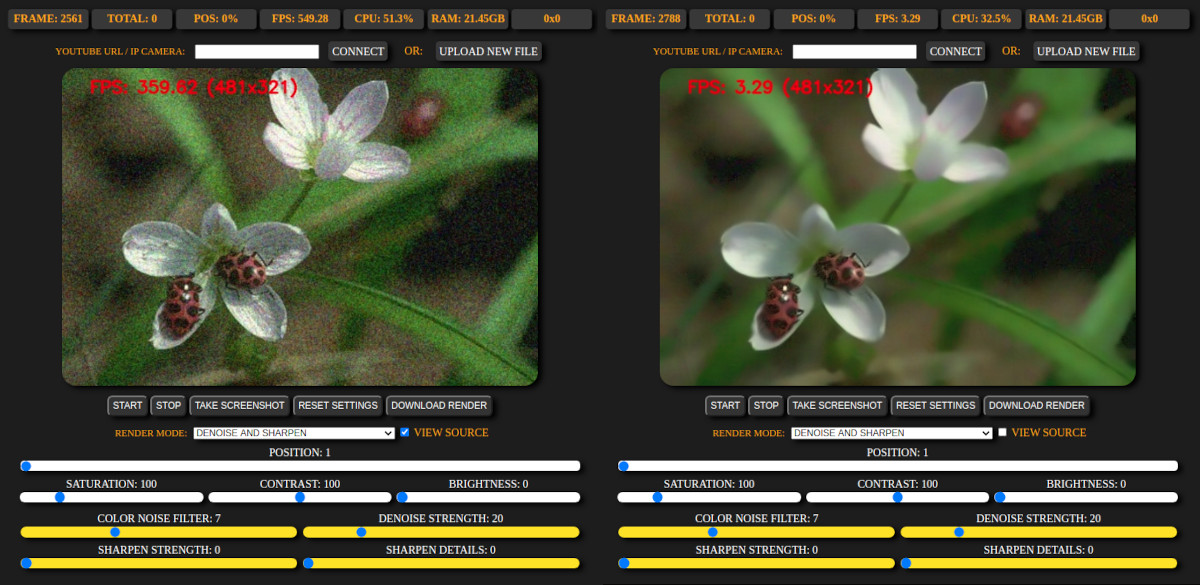 FRAME: 2561 TOTAL: 0 POS: 0% FPS: 549.28 CPU: 51.3% RAM: 21.45GB 0x0
YOUTUBE URL / IP CAMERA: CONNECT OR: UPLOAD NEW FILE
FPS: 359.62 (481x321)
START STOP TAKE SCREENSHOT RESET SETTINGS DOWNLOAD RENDER
RENDER MODE: DENOISE AND SHARPEN VIEW SOURCE
POSITION: 1
SATURATION: 100 CONTRAST: 100 BRIGHTNESS: 0
COLOR NOISE FILTER: 7 DENOISE STRENGTH: 20
SHARPEN STRENGTH: 0 SHARPEN DETAILS: 0
FRAME: 2788 TOTAL: 0 POS: 0% FPS: 3.29 CPU: 32.5% RAM: 21.45GB 0x0
YOUTUBE URL / IP CAMERA: CONNECT OR: UPLOAD NEW FILE
FPS: 3.29 (481x321)
START STOP TAKE SCREENSHOT RESET SETTINGS DOWNLOAD RENDER
RENDER MODE: DENOISE AND SHARPEN VIEW SOURCE
POSITION: 1
SATURATION: 100 CONTRAST: 100 BRIGHTNESS: 0
COLOR NOISE FILTER: 7 DENOISE STRENGTH: 20
SHARPEN STRENGTH: 0 SHARPEN DETAILS: 0